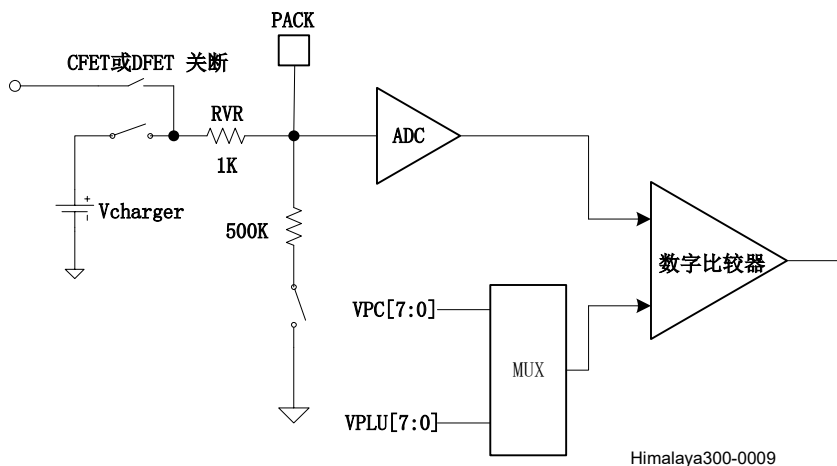 PACK
CFET或DFET 关断
RVR
1K
ADC
+
-
Vcharger
500K
数字比较器
VPC[7:0]
MUX
VPLU[7:0]
Himalaya300-0009